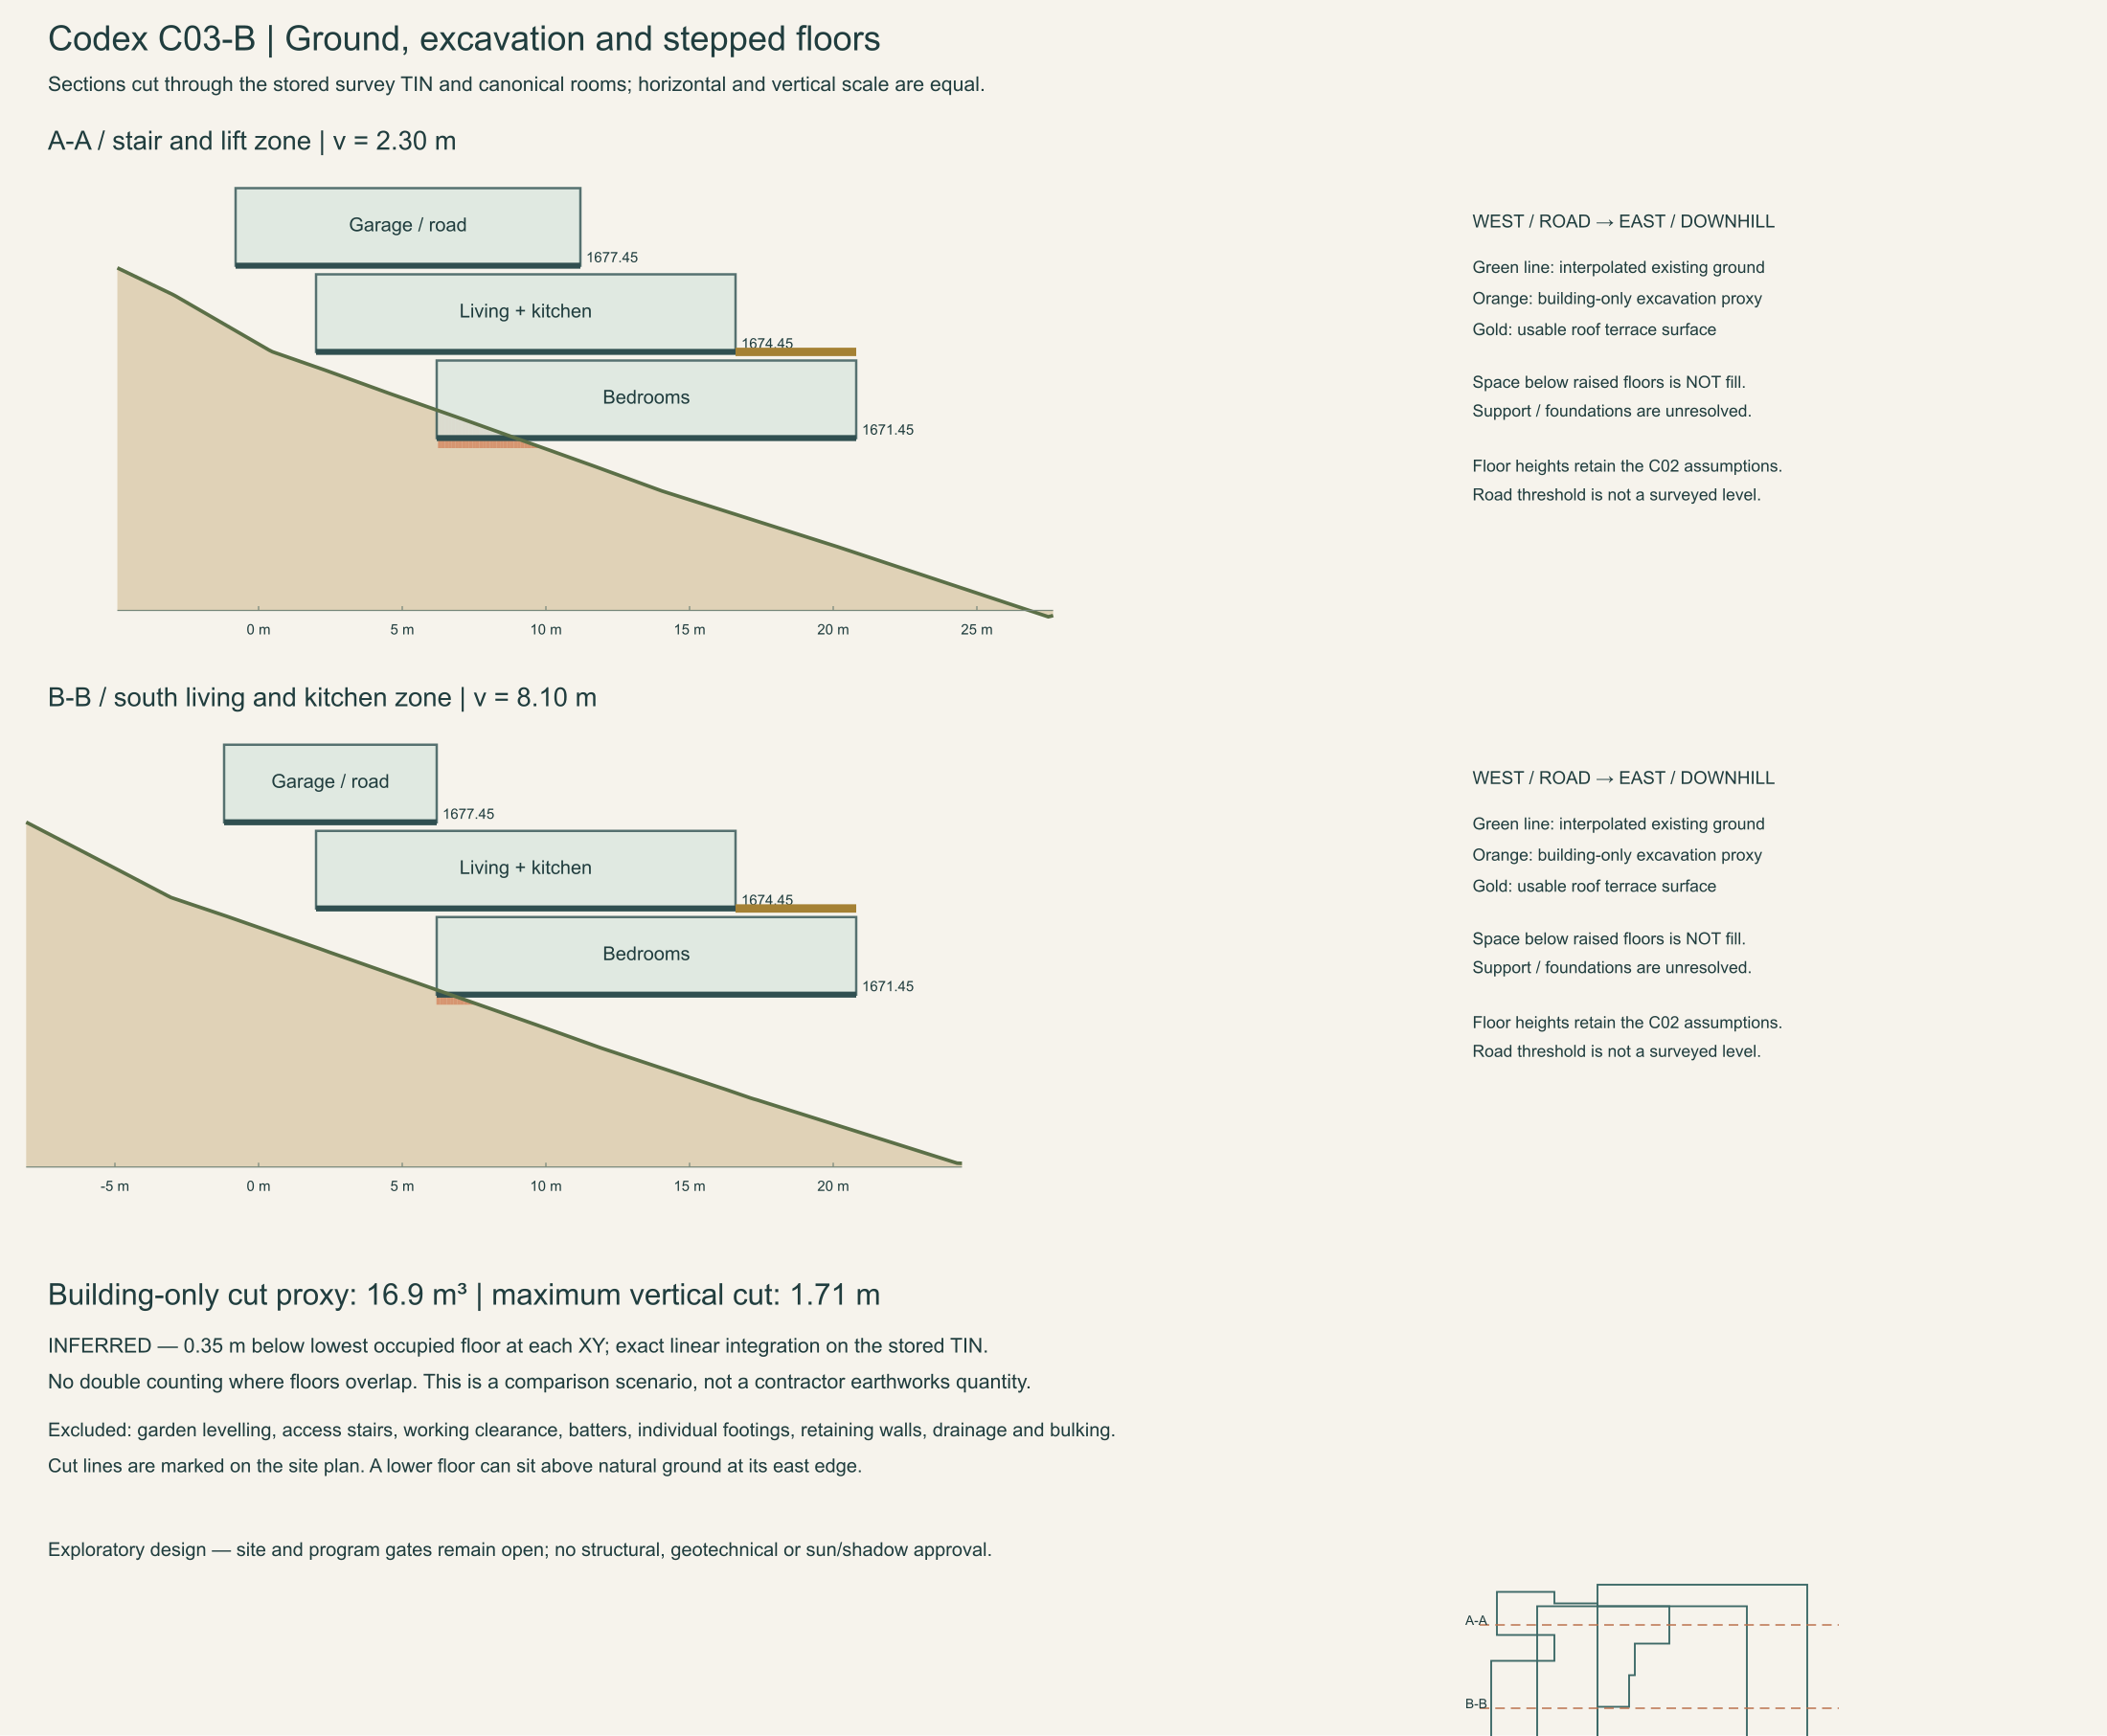 Codex C03-B | Ground, excavation and stepped floors
Sections cut through the stored survey TIN and canonical rooms; horizontal and vertical scale are equal.
A-A / stair and lift zone | v = 2.30 m
Garage / road
1677.45
Living + kitchen
1674.45
Bedrooms
1671.45
0 m
5 m
10 m
15 m
20 m
25 m
WEST / ROAD → EAST / DOWNHILL
Green line: interpolated existing ground
Orange: building-only excavation proxy
Gold: usable roof terrace surface
Space below raised floors is NOT fill.
Support / foundations are unresolved.
Floor heights retain the C02 assumptions.
Road threshold is not a surveyed level.
B-B / south living and kitchen zone | v = 8.10 m
Garage / road
1677.45
Living + kitchen
1674.45
Bedrooms
1671.45
-5 m
0 m
5 m
10 m
15 m
20 m
WEST / ROAD → EAST / DOWNHILL
Green line: interpolated existing ground
Orange: building-only excavation proxy
Gold: usable roof terrace surface
Space below raised floors is NOT fill.
Support / foundations are unresolved.
Floor heights retain the C02 assumptions.
Road threshold is not a surveyed level.
Building-only cut proxy: 16.9 m³ | maximum vertical cut: 1.71 m
INFERRED — 0.35 m below lowest occupied floor at each XY; exact linear integration on the stored TIN.
No double counting where floors overlap. This is a comparison scenario, not a contractor earthworks quantity.
Excluded: garden levelling, access stairs, working clearance, batters, individual footings, retaining walls, drainage and bulking.
Cut lines are marked on the site plan. A lower floor can sit above natural ground at its east edge.
Exploratory design — site and program gates remain open; no structural, geotechnical or sun/shadow approval.
A-A
B-B